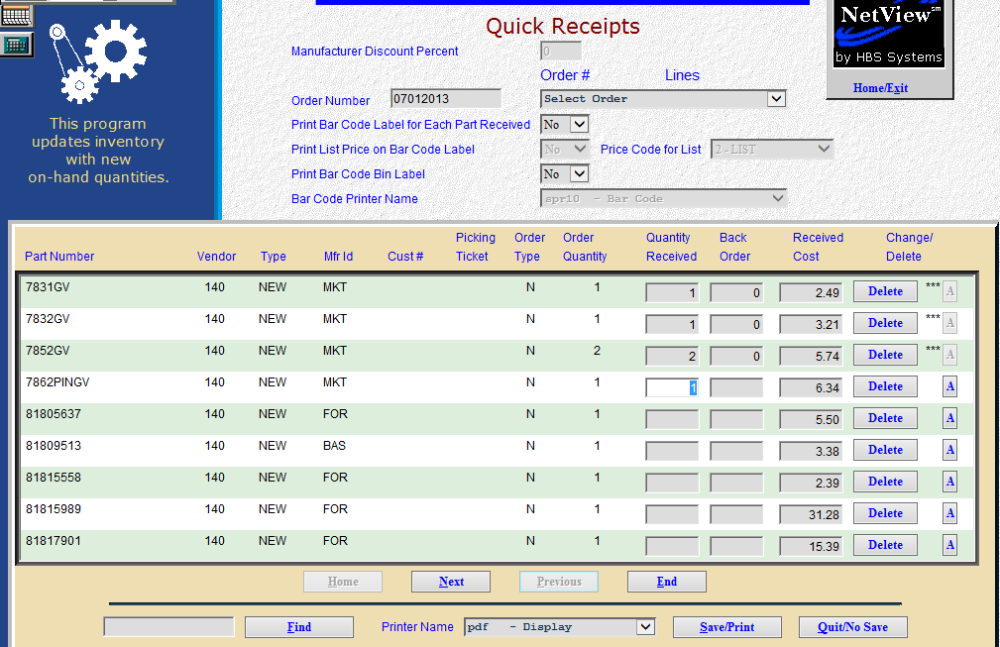 Quick Receipts
NetView℠
by HBS Systems
Home/Exit
This program
updates inventory
with new
on-hand quantities.
Manufacturer Discount Percent 0
Order # Lines
Order Number 07012013 Select Order
Print Bar Code Label for Each Part Received No
Print List Price on Bar Code Label No Price Code for List 2 - LIST
Print Bar Code Bin Label No
Bar Code Printer Name spr10 - Bar Code
Picking Order Order Quantity Back Received Change/
Part Number Vendor Type Mfr Id Cust # Ticket Type Quantity Received Order Cost Delete
7831GV 140 NEW MKT N 1 1 0 2.49 Delete *** A
7832GV 140 NEW MKT N 1 1 0 3.21 Delete *** A
7852GV 140 NEW MKT N 2 2 0 5.74 Delete *** A
7862PINGV 140 NEW MKT N 1 1 6.34 Delete A
81805637 140 NEW FOR N 1 5.50 Delete A
81809513 140 NEW BAS N 1 3.38 Delete A
81815558 140 NEW FOR N 1 2.39 Delete A
81815989 140 NEW FOR N 1 31.28 Delete A
81817901 140 NEW FOR N 1 15.39 Delete A
Home Next Previous End
Find Printer Name pdf - Display Save/Print Quit/No Save